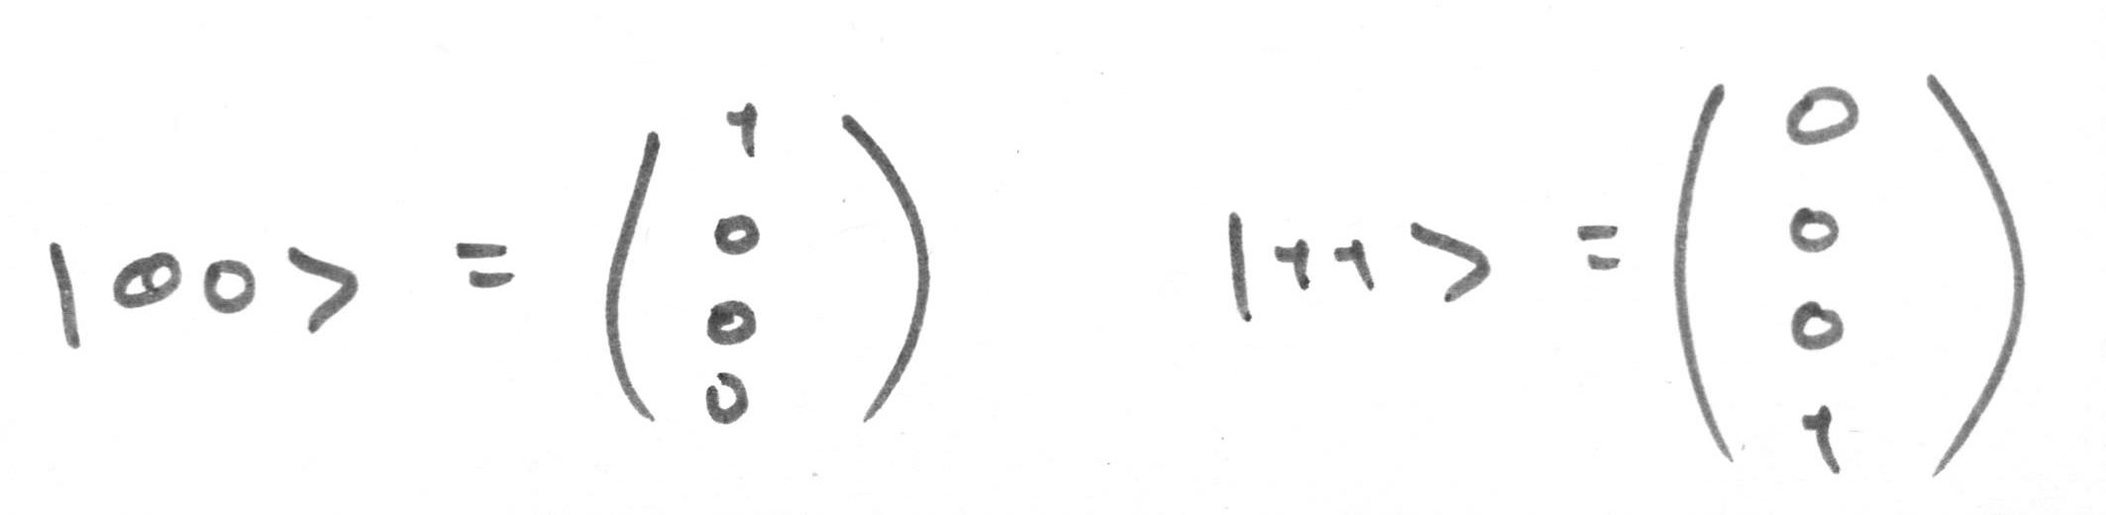 |00> = (1 0 0 0) |11> = (0 0 0 1)